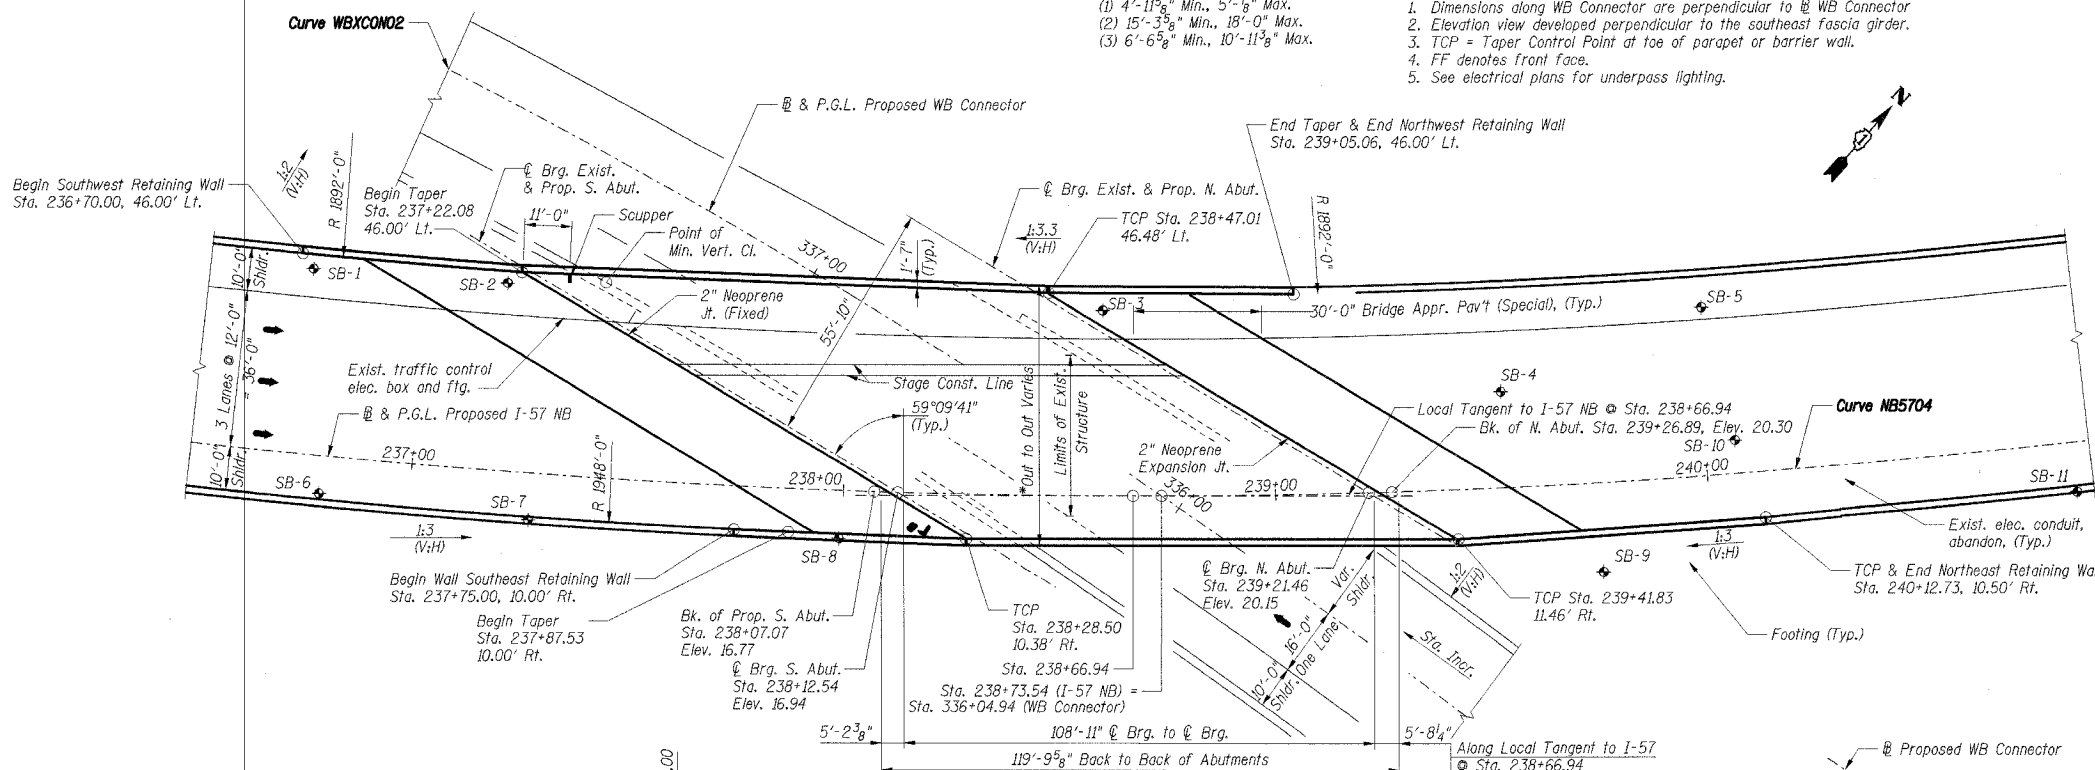 Curve WBXCON02
(1) 4'-11 5/8" Min., 5'-1/8" Max.
(2) 15'-3 5/8" Min., 18'-0" Max.
(3) 6'-6 5/8" Min., 10'-11 3/8" Max.
1. Dimensions along WB Connector are perpendicular to ⅊ WB Connector
2. Elevation view developed perpendicular to the southeast fascia girder.
3. TCP = Taper Control Point at toe of parapet or barrier wall.
4. FF denotes front face.
5. See electrical plans for underpass lighting.
N
⅊ & P.G.L. Proposed WB Connector
End Taper & End Northwest Retaining Wall
Sta. 239+05.06, 46.00' Lt.
Begin Southwest Retaining Wall
Sta. 236+70.00, 46.00' Lt.
1:2
(V:H)
R 1892'-0"
Begin Taper
Sta. 237+22.08
46.00' Lt.
℄ Brg. Exist.
& Prop. S. Abut.
11'-0"
Scupper
Point of
Min. Vert. Cl.
337+00
1'-7"
(Typ.)
1:3.3
(V:H)
℄ Brg. Exist. & Prop. N. Abut.
TCP Sta. 238+47.01
46.48' Lt.
R 1892'-0"
10'-0"
Shldr.
SB-1
SB-2
2" Neoprene
Jt. (Fixed)
55'-10"
SB-3
30'-0" Bridge Appr. Pav't (Special), (Typ.)
SB-5
3 Lanes @ 12'-0"
= 36'-0"
Exist. traffic control
elec. box and ftg.
Stage Const. Line
SB-4
⅊ & P.G.L. Proposed I-57 NB
59°09'41"
(Typ.)
*Out to Out Varies
Limits of Exist.
Structure
Local Tangent to I-57 NB @ Sta. 238+66.94
Bk. of N. Abut. Sta. 239+26.89, Elev. 20.30
Curve NB5704
SB-10
2" Neoprene
Expansion Jt.
10'-0"
Shldr.
237+00
238+00
336+00
239+00
240+00
SB-11
SB-6
SB-7
R 1948'-0"
1:3
(V:H)
SB-8
SB-9
1:3
(V:H)
Exist. elec. conduit,
abandon, (Typ.)
Begin Wall Southeast Retaining Wall
Sta. 237+75.00, 10.00' Rt.
Begin Taper
Sta. 237+87.53
10.00' Rt.
Bk. of Prop. S. Abut.
Sta. 238+07.07
Elev. 16.77
℄ Brg. S. Abut.
Sta. 238+12.54
Elev. 16.94
TCP
Sta. 238+28.50
10.38' Rt.
Sta. 238+66.94
Sta. 238+73.54 (I-57 NB) =
Sta. 336+04.94 (WB Connector)
℄ Brg. N. Abut.
Sta. 239+21.46
Elev. 20.15
Var.
Shldr.
16'-0"
One Lane
10'-0"
Shldr.
1:2
(V:H)
Sta. Incr.
TCP Sta. 239+41.83
11.46' Rt.
Footing (Typ.)
TCP & End Northeast Retaining Wa
Sta. 240+12.73, 10.50' Rt.
5'-2 3/8"
108'-11" ℄ Brg. to ℄ Brg.
5'-8 1/4"
119'-9 5/8" Back to Back of Abutments
Along Local Tangent to I-57
@ Sta. 238+66.94
⅊ Proposed WB Connector
.00